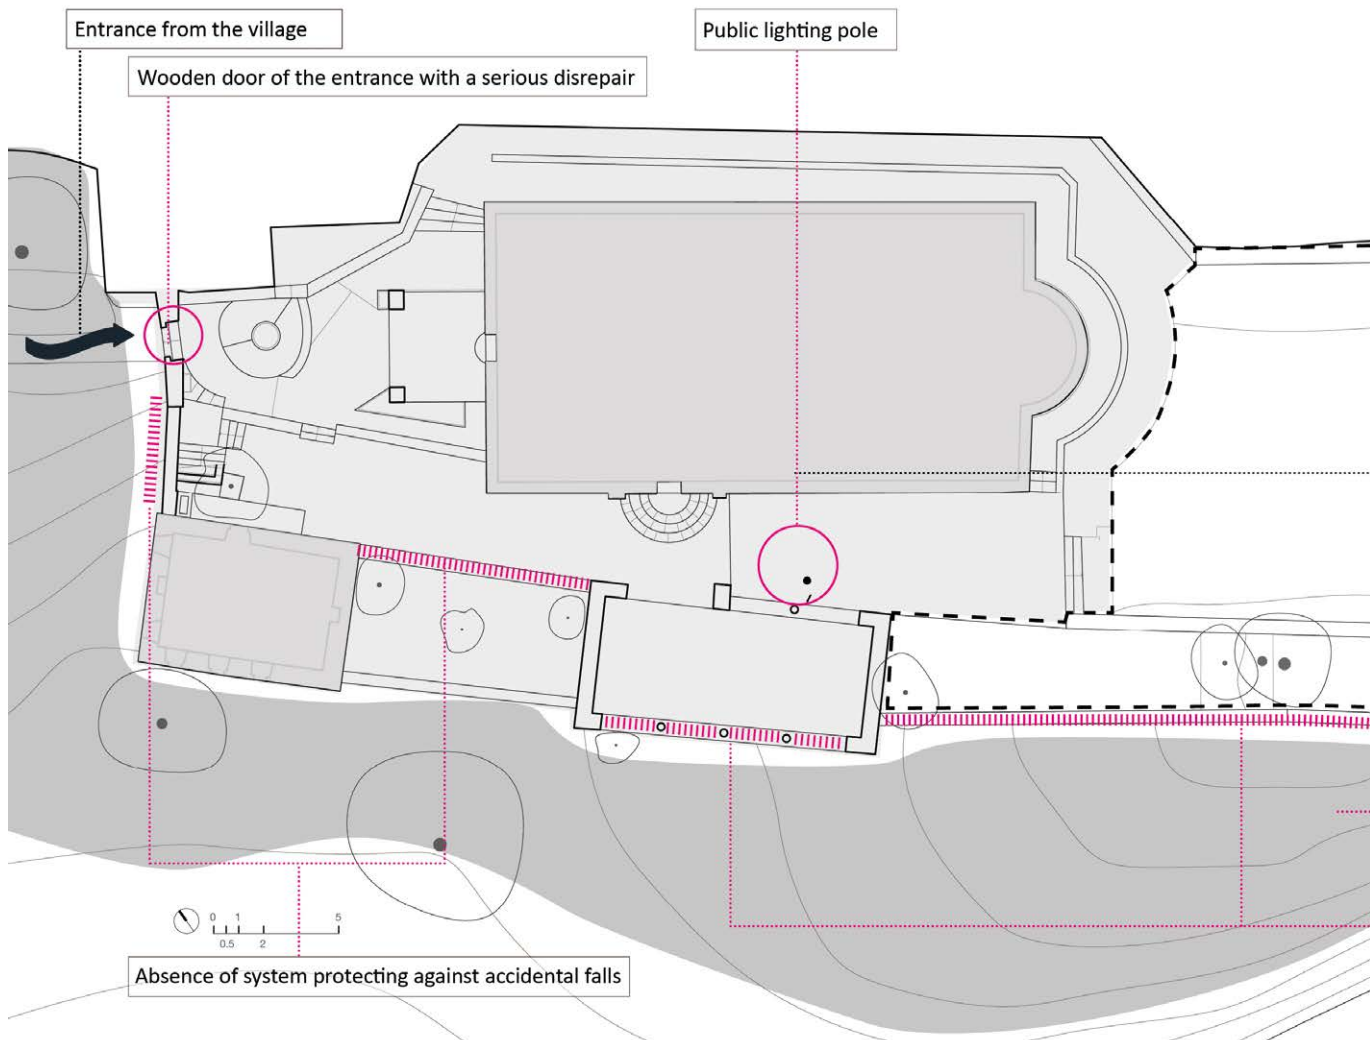 Entrance from the village
Public lighting pole
Wooden door of the entrance with a serious disrepair
0 1 5
0.5 2
Absence of system protecting against accidental falls